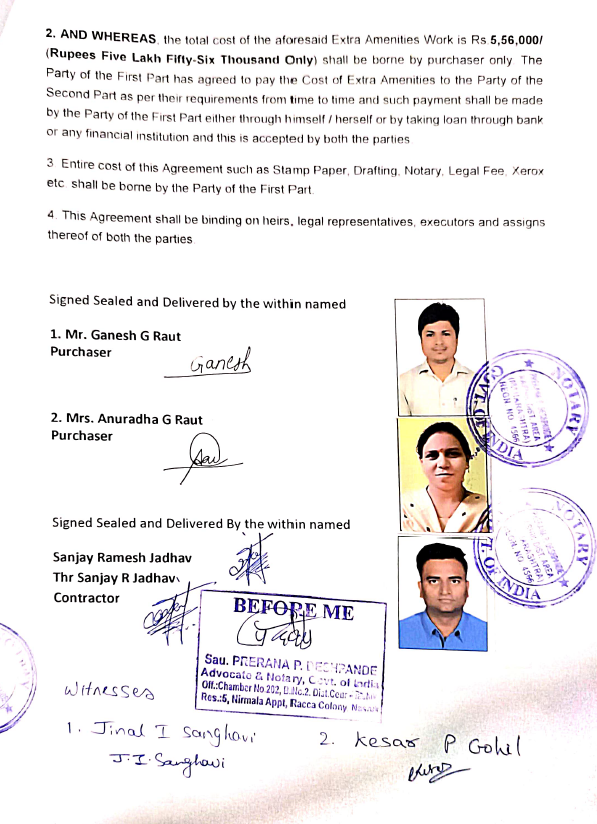 2. AND WHEREAS, the total cost of the aforesaid Extra Amenities Work is Rs 5,56,000/
(Rupees Five Lakh Fifty-Six Thousand Only) shall be borne by purchaser only. The
Party of the First Part has agreed to pay the Cost of Extra Amenities to the Party of the
Second Part as per their requirements from time to time and such payment shall be made
by the Party of the First Part either through himself / herself or by taking loan through bank
or any financial institution and this is accepted by both the parties
3. Entire cost of this Agreement such as Stamp Paper, Drafting, Notary, Legal Fee, Xerox
etc. shall be borne by the Party of the First Part.
4. This Agreement shall be binding on heirs, legal representatives, executors and assigns
thereof of both the parties
Signed Sealed and Delivered by the within named
1. Mr. Ganesh G Raut
Purchaser
Ganesh
2. Mrs. Anuradha G Raut
Purchaser
Signed Sealed and Delivered By the within named
Sanjay Ramesh Jadhav
Thr Sanjay R Jadhav
Contractor
NOTARY
GOVT. OF INDIA
NOTARY
GOVT. OF INDIA
BEFORE ME
Sau. PRERANA P. DESHPANDE
Advocate & Notary, Govt. of India
Off.:Chamber No.202, B.No.2, Dist.Court
Res.:5, Nirmala Appt, Racca Colony
Witnesses
1. Jinal I Sanghavi
J.I.Sanghavi
2. Kesar P Gohil